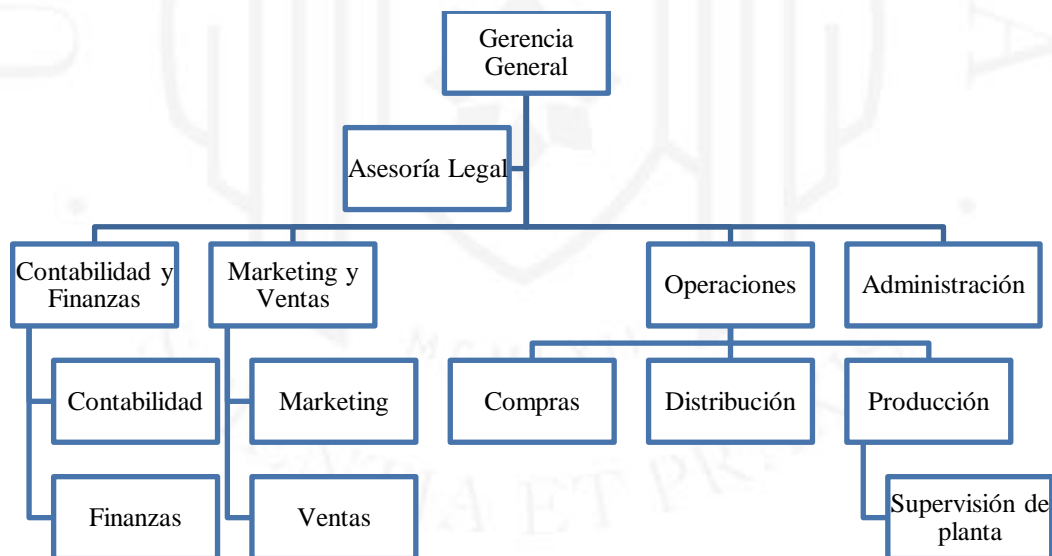 Gerencia
General
Asesoría Legal
Contabilidad y
Finanzas
Marketing y
Ventas
Operaciones
Administración
Contabilidad
Marketing
Compras
Distribución
Producción
Finanzas
Ventas
Supervisión de
planta